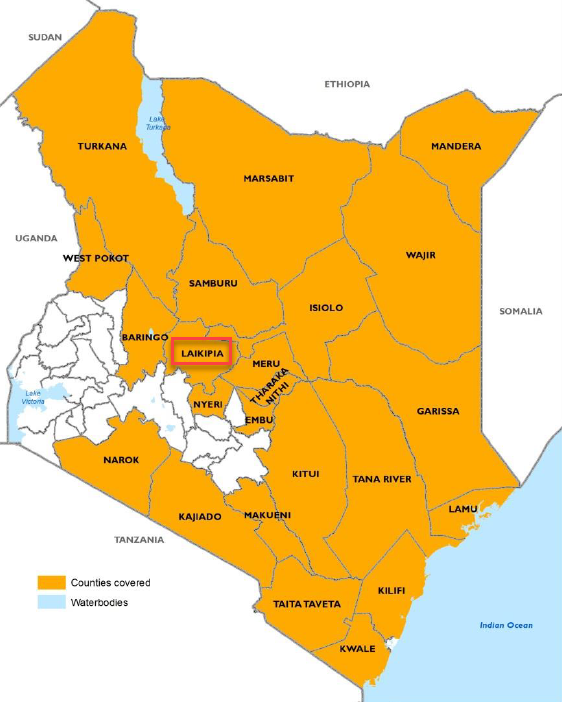 SUDAN
ETHIOPIA
Lake
Turkana
TURKANA
MANDERA
MARSABIT
UGANDA
WEST POKOT
WAJIR
SAMBURU
ISIOLO
SOMALIA
BARINGO
LAIKIPIA
MERU
THARAKA
NITHI
Lake
Victoria
NYERI
EMBU
GARISSA
NAROK
KITUI
TANA RIVER
KAJIADO
MAKUENI
LAMU
TANZANIA
Counties covered
Waterbodies
TAITA TAVETA
KILIFI
Indian Ocean
KWALE